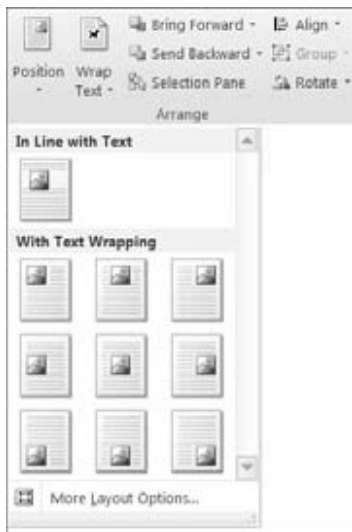 Position
Wrap
Text
Bring Forward
Send Backward
Selection Pane
Align
Group
Rotate
Arrange
In Line with Text
With Text Wrapping
More Layout Options...